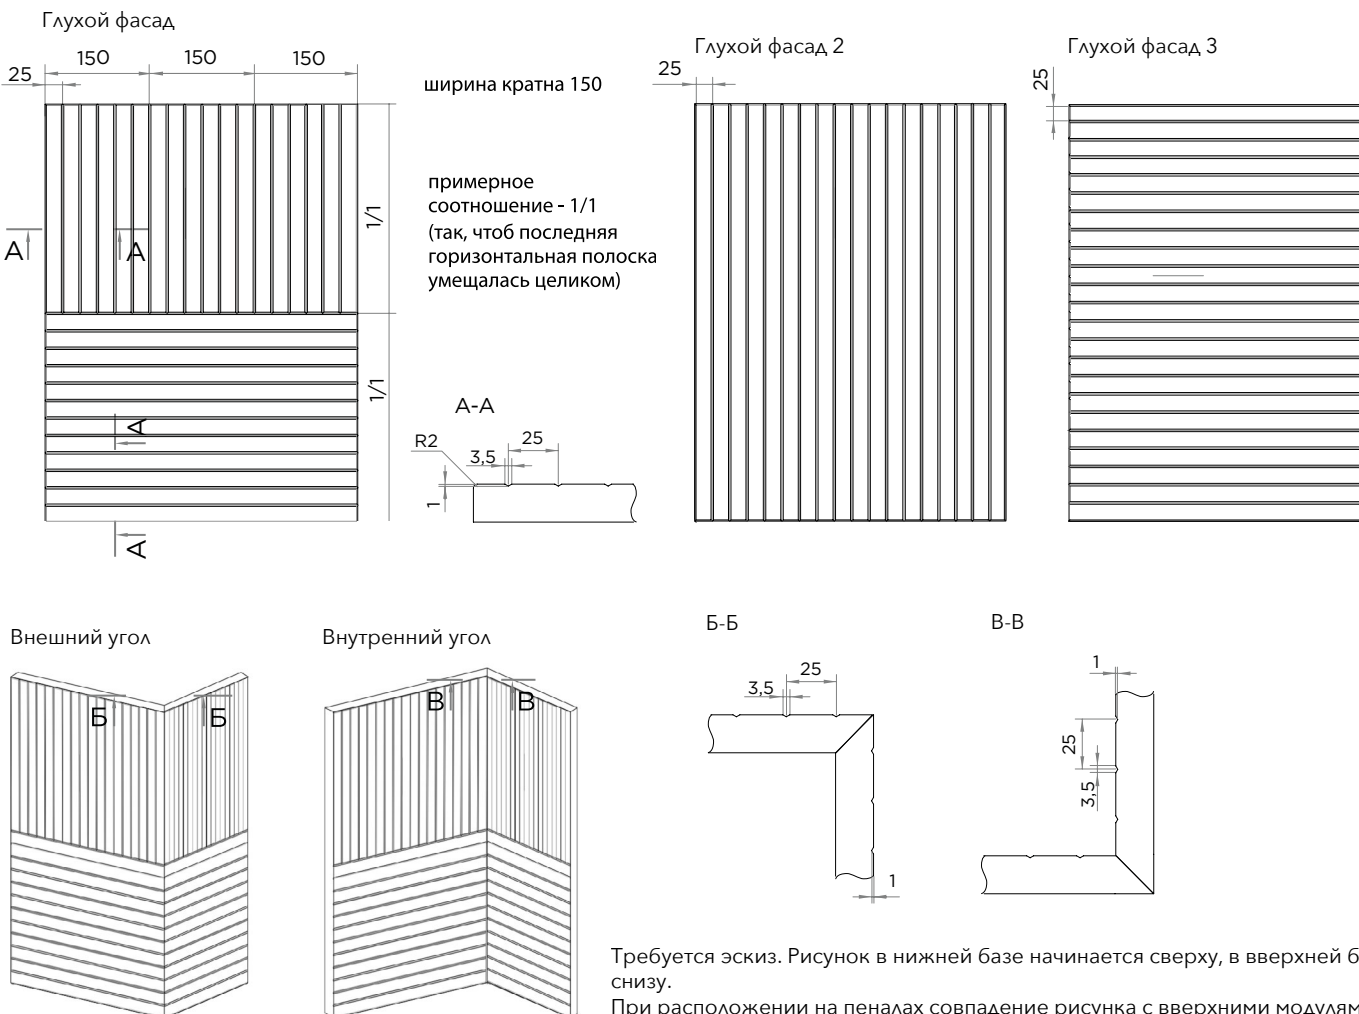 Глухой фасад
150 150 150
25
ширина кратна 150
примерное
соотношение - 1/1
(так, чтоб последняя
горизонтальная полоска
умещалась целиком)
1/1
А А
1/1
А
А
А-А
R2
25
3,5
1
Глухой фасад 2
25
Глухой фасад 3
25
Внешний угол
Б Б
Внутренний угол
В В
Б-Б
25
3,5
1
В-В
1
25
3,5
Требуется эскиз. Рисунок в нижней базе начинается сверху, в верхней
снизу.
При расположении на пеналах совпадение рисунка с верхними